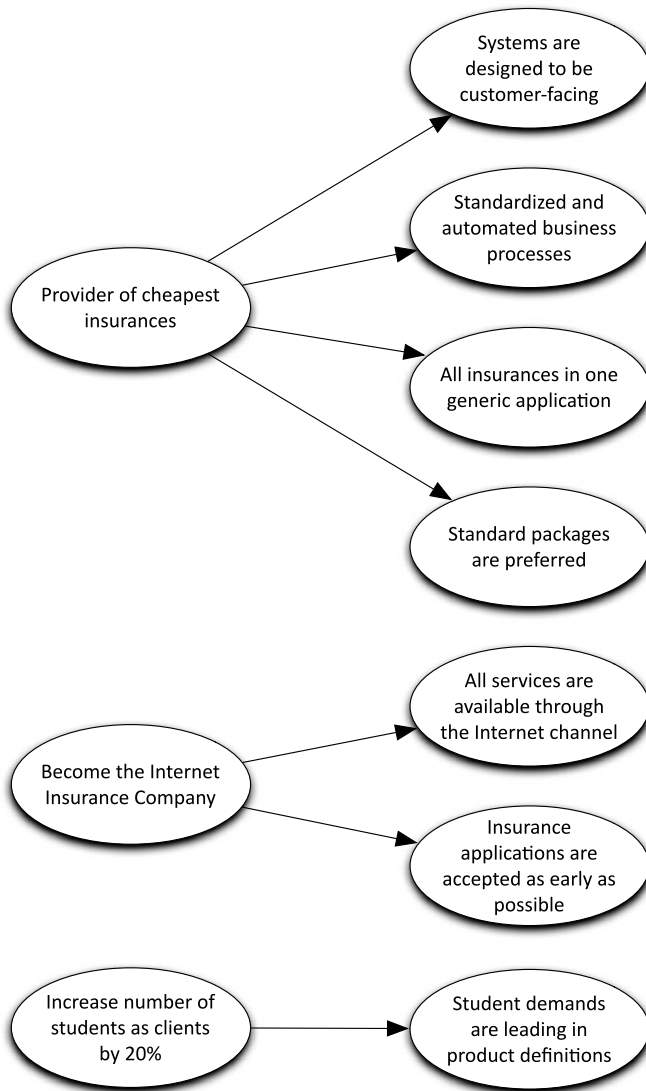 Systems are
designed to be
customer-facing
Standardized and
automated business
processes
Provider of cheapest
insurances
All insurances in one
generic application
Standard packages
are preferred
All services are
available through
the Internet channel
Become the Internet
Insurance Company
Insurance
applications are
accepted as early as
possible
Increase number of
students as clients
by 20%
Student demands
are leading in
product definitions